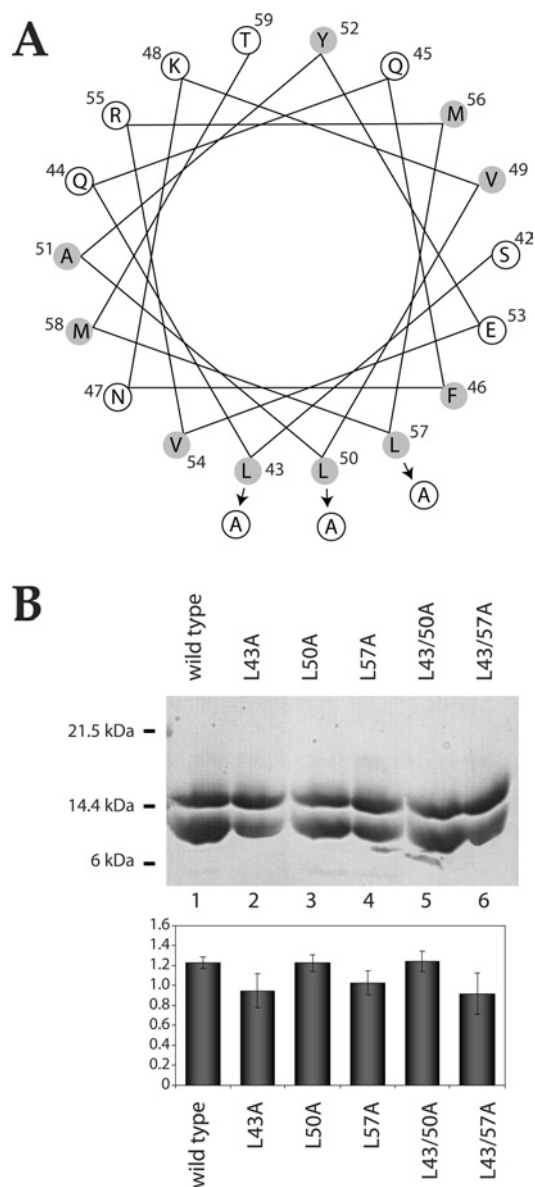 A
59
52
48
T
Y
45
K
Q
55
56
R
M
44
49
Q
V
42
51
A
S
58
53
M
E
47
46
N
F
57
V
L
43
L
50
L
54
A
A
A
B
wild type
L43A
L50A
L57A
L43/50A
L43/57A
21.5 kDa
14.4 kDa
6 kDa
1 2 3 4 5 6
1.6
1.4
1.2
1.0
0.8
0.6
0.4
0.2
0
wild type
L43A
L50A
L57A
L43/50A
L43/57A